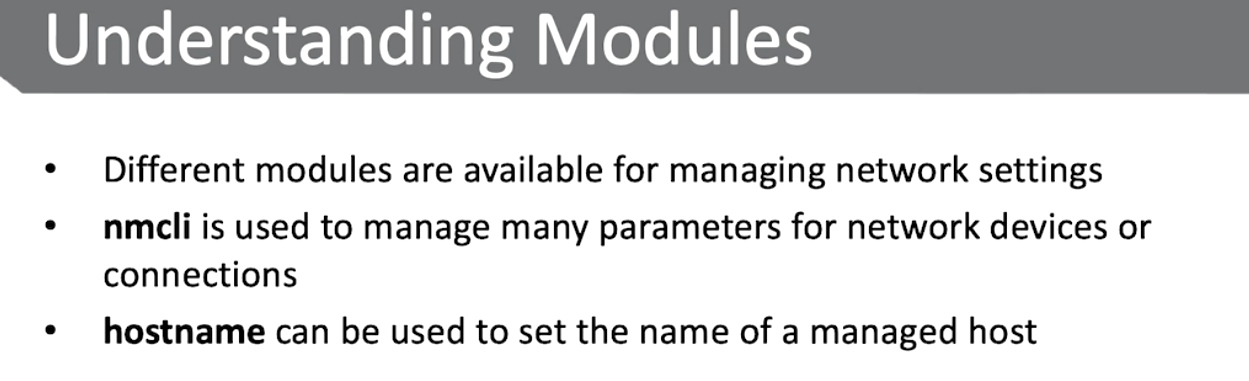 Understanding Modules
• Different modules are available for managing network settings
• nmcli is used to manage many parameters for network devices or
connections
• hostname can be used to set the name of a managed host